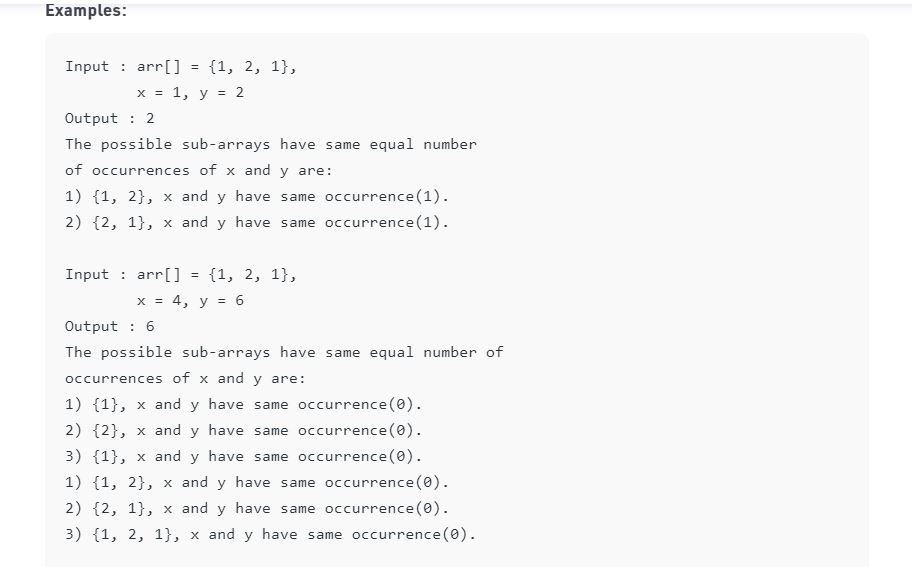 Examples:
Input : arr[] = {1, 2, 1},
x = 1, y = 2
Output : 2
The possible sub-arrays have same equal number
of occurrences of x and y are:
1) {1, 2}, x and y have same occurrence(1).
2) {2, 1}, x and y have same occurrence(1).
Input : arr[] = {1, 2, 1},
x = 4, y = 6
Output : 6
The possible sub-arrays have same equal number of
occurrences of x and y are:
1) {1}, x and y have same occurrence(0).
2) {2}, x and y have same occurrence(0).
3) {1}, x and y have same occurrence(0).
1) {1, 2}, x and y have same occurrence(0).
2) {2, 1}, x and y have same occurrence(0).
3) {1, 2, 1}, x and y have same occurrence(0).